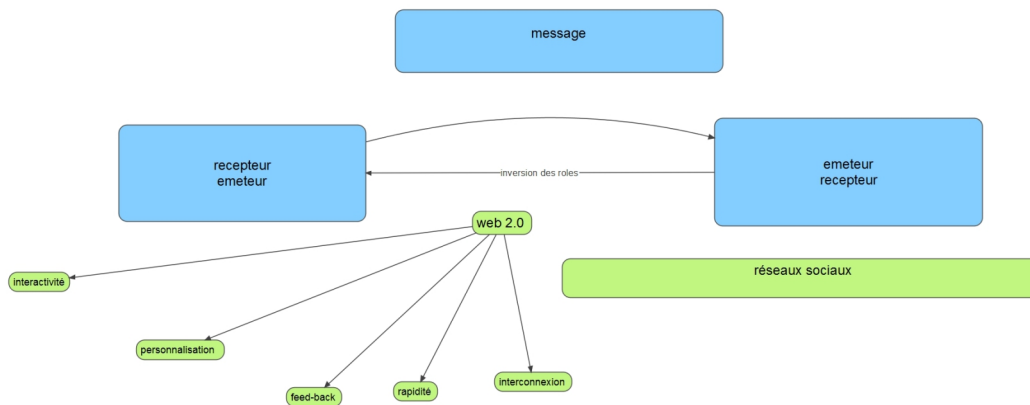 message
recepteur
emeteur
emeteur
recepteur
inversion des roles
web 2.0
réseaux sociaux
interactivité
personnalisation
feed-back
rapidité
interconnexion